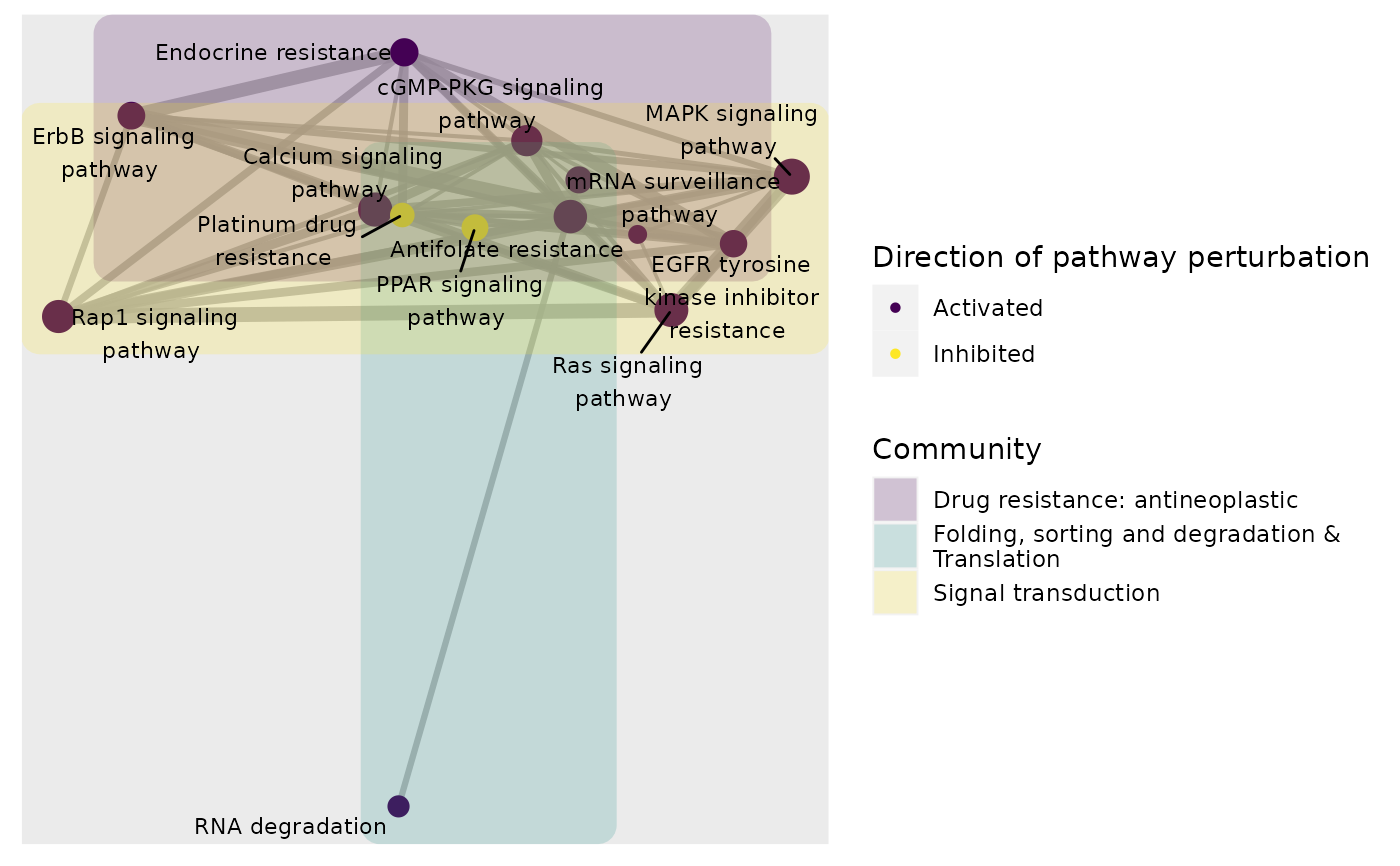 Endocrine resistance
cGMP-PKG signaling
pathway
MAPK signaling
pathway
ErbB signaling
pathway
Calcium signaling
pathway
mRNA surveillance
pathway
Platinum drug
resistance
Antifolate resistance
EGFR tyrosine
kinase inhibitor
resistance
PPAR signaling
pathway
Rap1 signaling
pathway
Ras signaling
pathway
RNA degradation
Direction of pathway perturbation
Activated
Inhibited
Community
Drug resistance: antineoplastic
Folding, sorting and degradation &
Translation
Signal transduction